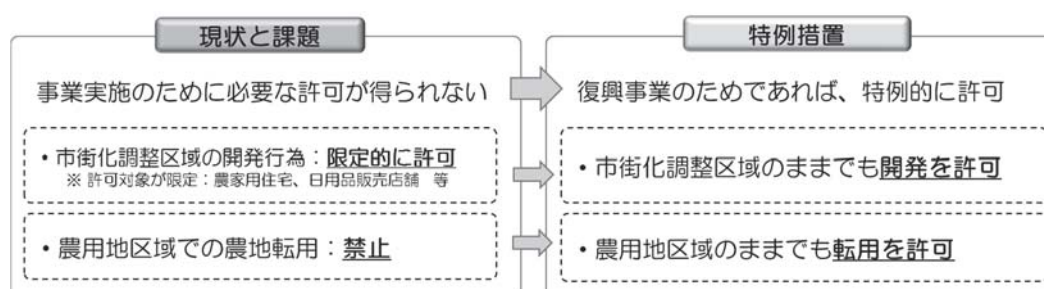 現状と課題
事業実施のために必要な許可が得られない
・市街化調整区域の開発行為：限定的に許可
※ 許可対象が限定：農家用住宅、日用品販売店舗　等
・農用地区域での農地転用：禁止
特例措置
復興事業のためであれば、特例的に許可
・市街化調整区域のままでも開発を許可
・農用地区域のままでも転用を許可